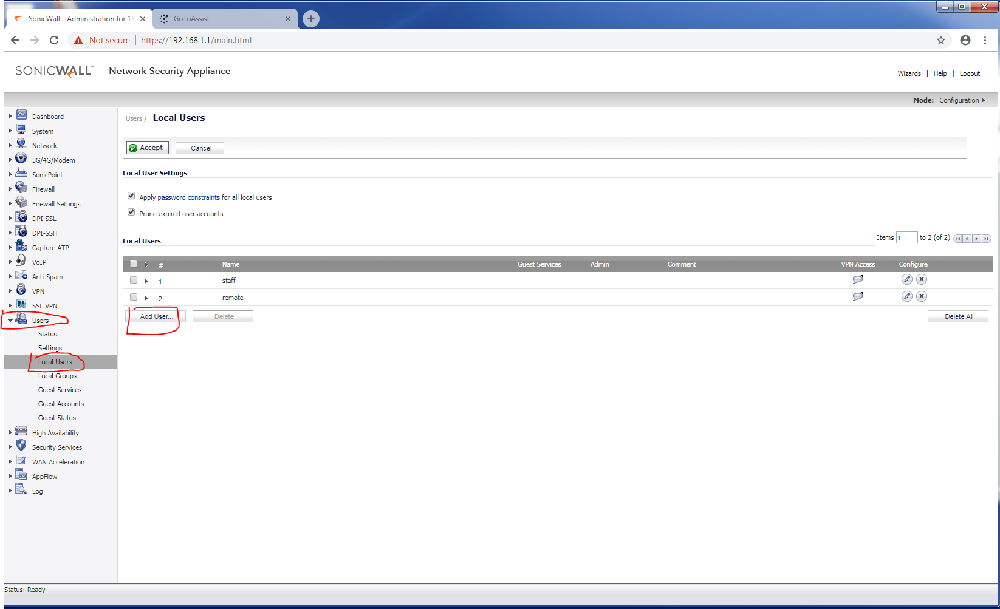 SonicWall - Administration for 18
GoToAssist
Not secure | https://192.168.1.1/main.html
SONICWALL Network Security Appliance
Wizards | Help | Logout
Mode: Configuration
Dashboard
System
Network
3G/4G/Modem
SonicPoint
Firewall
Firewall Settings
DPI-SSL
DPI-SSH
Capture ATP
VoIP
Anti-Spam
VPN
SSL VPN
Users
Status
Settings
Local Users
Local Groups
Guest Services
Guest Accounts
Guest Status
High Availability
Security Services
WAN Acceleration
AppFlow
Log
Users / Local Users
Accept Cancel
Local User Settings
Apply password constraints for all local users
Prune expired user accounts
Local Users
Items 1 to 2 (of 2)
# Name Guest Services Admin Comment VPN Access Configure
1 staff
2 remote
Add User... Delete Delete All
Status: Ready